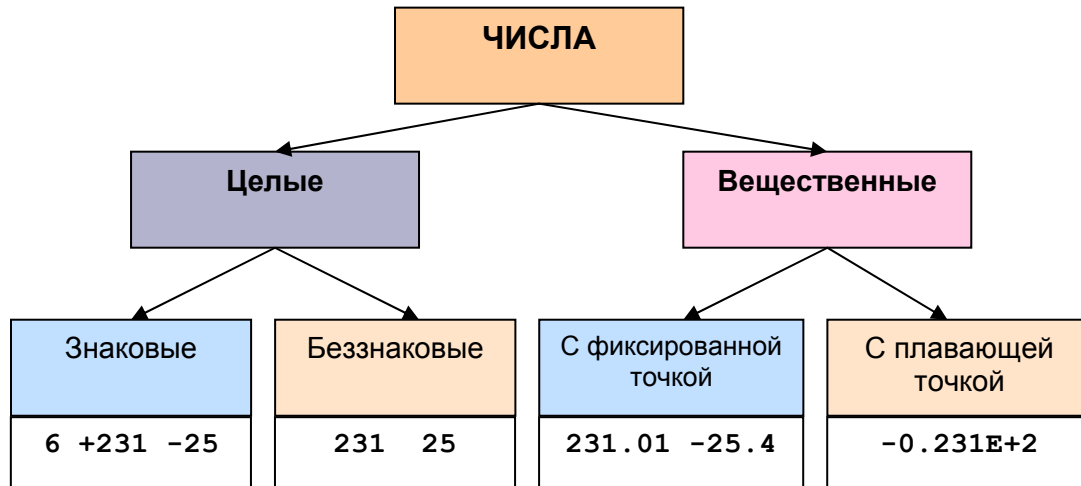 ЧИСЛА
Целые
Вещественные
Знаковые
Беззнаковые
С фиксированной
точкой
С плавающей
точкой
6 +231 -25
231 25
231.01 -25.4
-0.231E+2